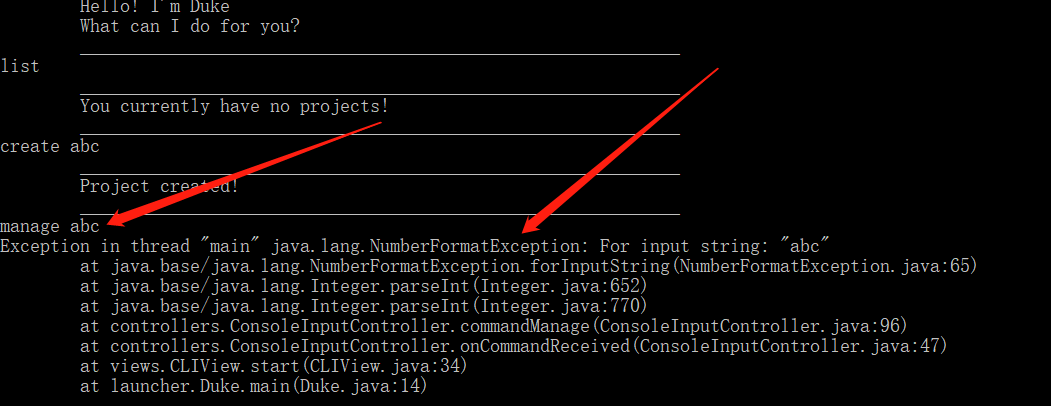 Hello! I'm Duke
What can I do for you?
list
You currently have no projects!
create abc
Project created!
manage abc
Exception in thread "main" java.lang.NumberFormatException: For input string: "abc"
at java.base/java.lang.NumberFormatException.forInputString(NumberFormatException.java:65)
at java.base/java.lang.Integer.parseInt(Integer.java:652)
at java.base/java.lang.Integer.parseInt(Integer.java:770)
at controllers.ConsoleInputController.commandManage(ConsoleInputController.java:96)
at controllers.ConsoleInputController.onCommandReceived(ConsoleInputController.java:47)
at views.CLIView.start(CLIView.java:34)
at launcher.Duke.main(Duke.java:14)